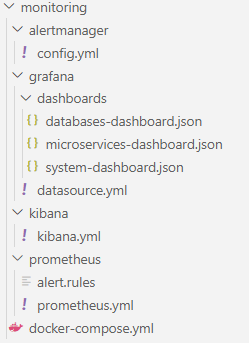 monitoring
alertmanager
config.yml
grafana
dashboards
databases-dashboard.json
microservices-dashboard.json
system-dashboard.json
datasource.yml
kibana
kibana.yml
prometheus
alert.rules
prometheus.yml
docker-compose.yml